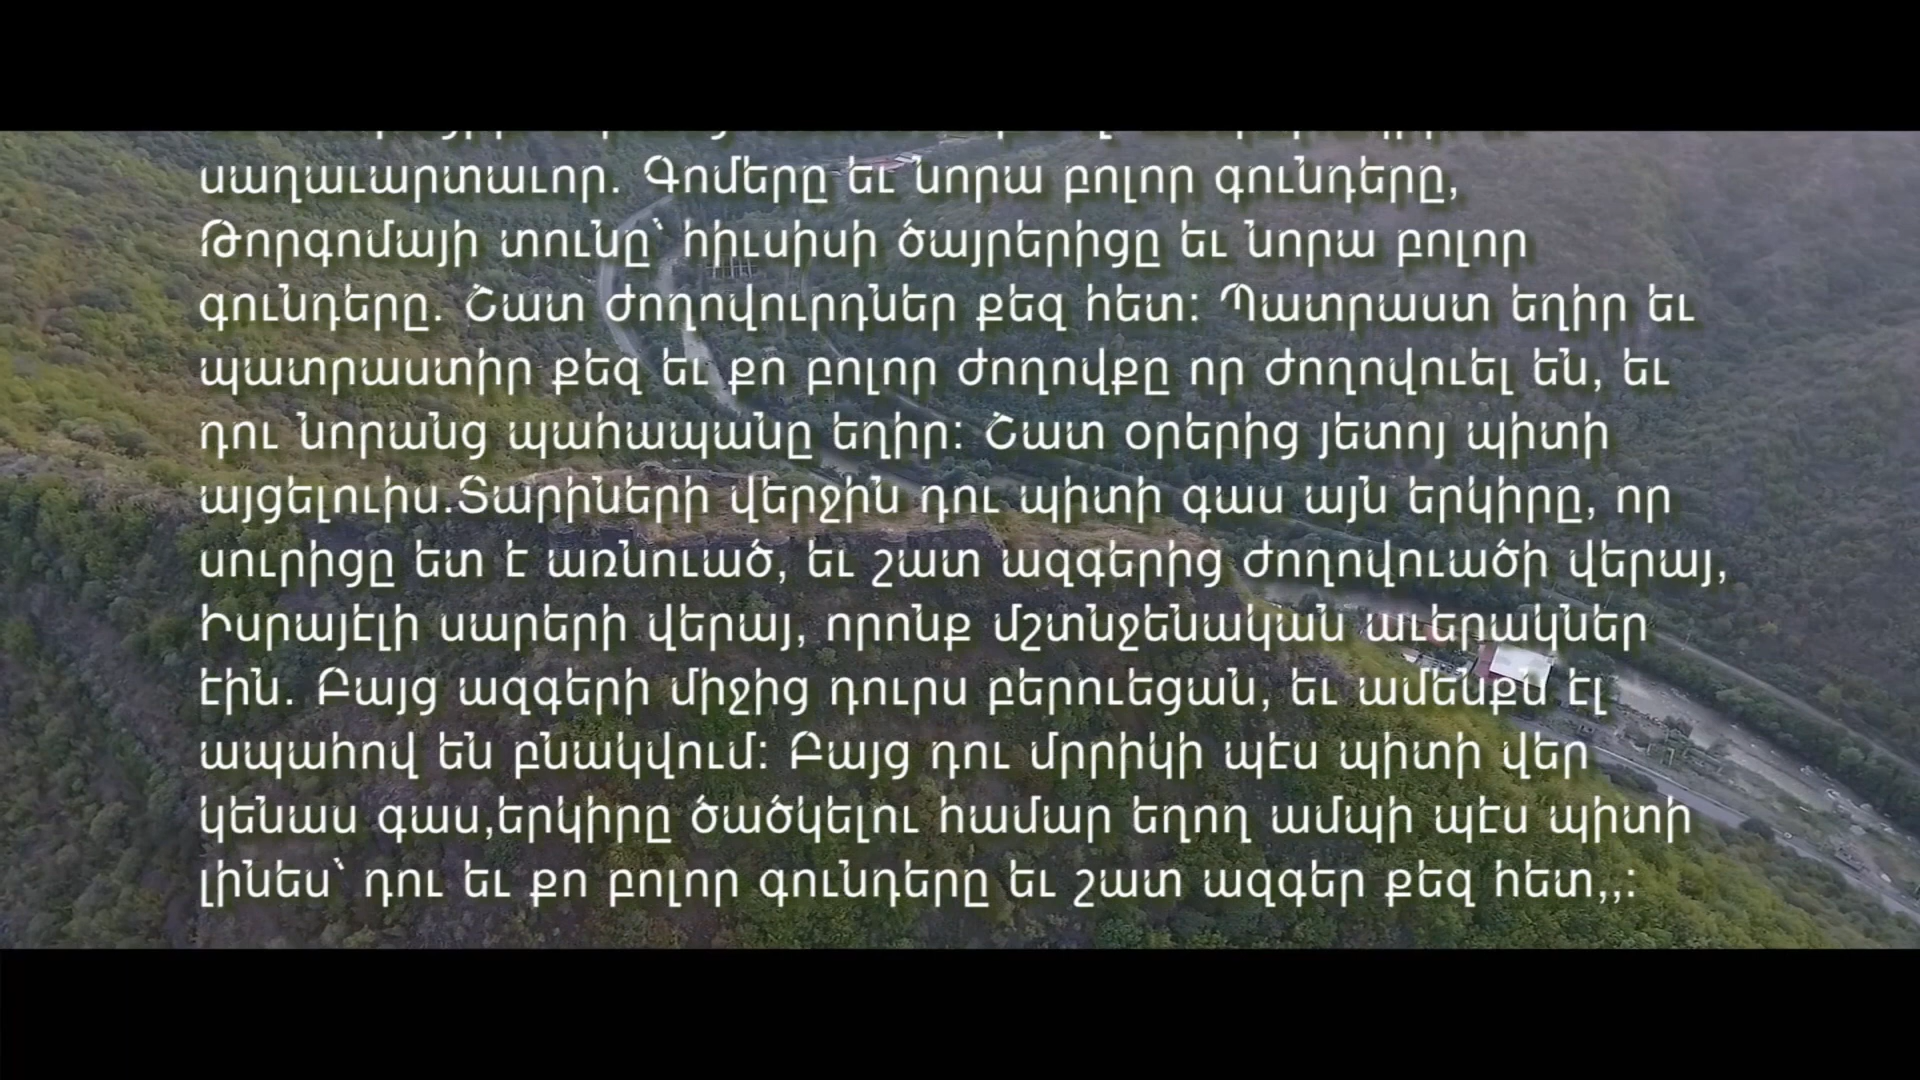 սաղաւարտաւոր. Գոմերը եւ նորա բոլոր գունդերը,
Թորգոմայի տունը՝ հիւսիսի ծայրերիցը եւ նորա բոլոր
գունդերը. Շատ ժողովուրդներ քեզ հետ։ Պատրաստ եղիր եւ
պատրաստիր քեզ եւ քո բոլոր ժողովքը որ ժողովուել են, եւ
դու նորանց պահապանը եղիր։ Շատ օրերից յետոյ պիտի
այցելուիս.Տարիների վերջին դու պիտի գաս այն երկիրը, որ
սուրիցը ետ է առնուած, եւ շատ ազգերից ժողովուածի վերայ,
Իսրայէլի սարերի վերայ, որոնք մշտնջենական աւերակներ
էին. Բայց ազգերի միջից դուրս բերուեցան, եւ ամենքն էլ
ապահով են բնակվում։ Բայց դու մրրիկի պէս պիտի վեր
կենաս գաս,երկիրը ծածկելու համար եղող ամպի պէս պիտի
լինես՝ դու եւ քո բոլոր գունդերը եւ շատ ազգեր քեզ հետ,,։